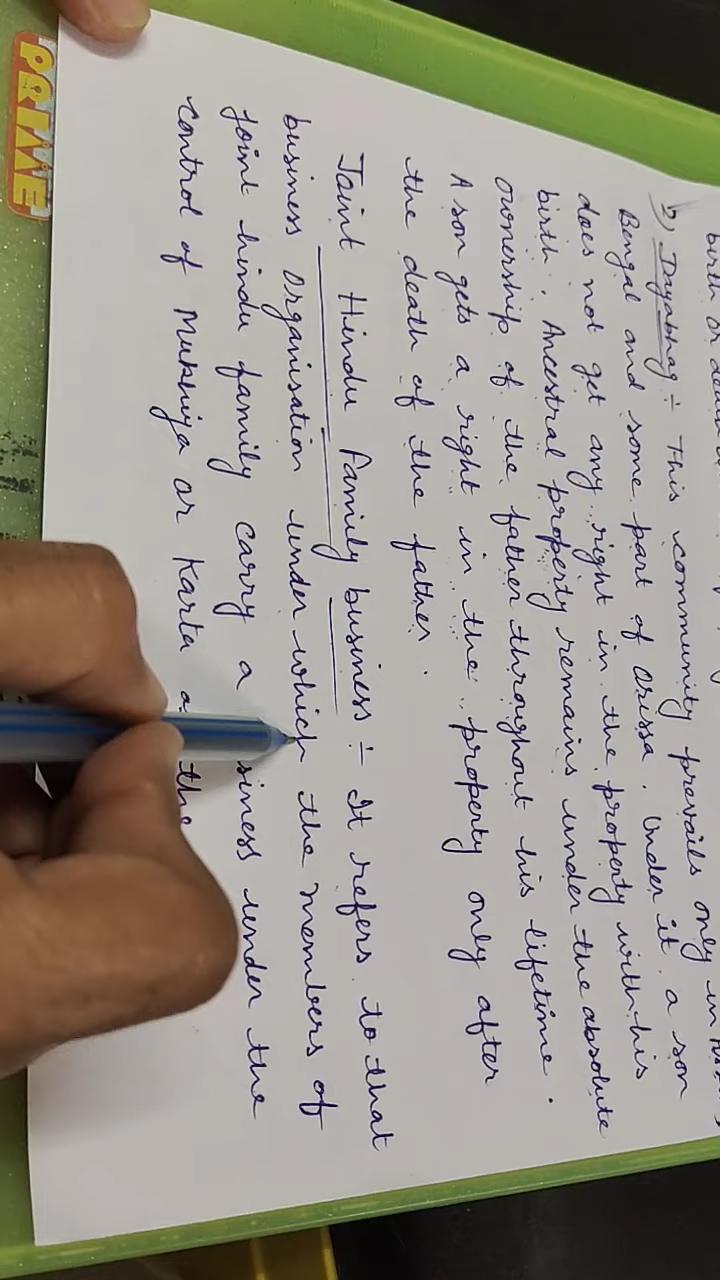 birth or
b) Dayabhag ÷ This community prevails only in
Bengal and some part of Orissa. Under it a son
does not get any right in the property with his
birth. Ancestral property remains under the absolute
ownership of the father throughout his lifetime.
A son gets a right in the property only after
the death of the father.
Joint Hindu Family business ÷ It refers to that
business organisation under which the members of
Joint hindu family carry a siness under the
control of Mukhiya or Karta a the
PRIME